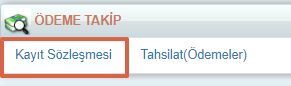 ÖDEME TAKİP
Kayıt Sözleşmesi Tahsilat(Ödemeler)